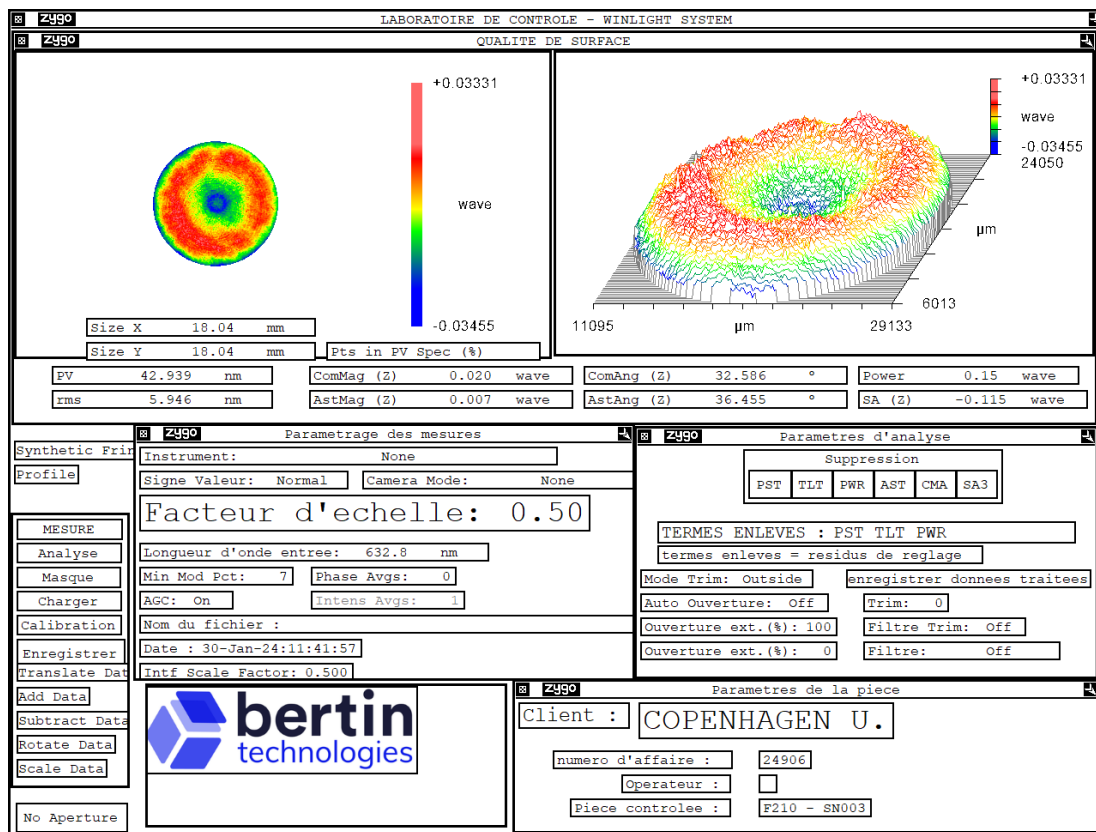 zygo LABORATOIRE DE CONTROLE - WINLIGHT SYSTEM
zygo QUALITE DE SURFACE
+0.03331
wave
-0.03455
Size X 18.04 mm
Size Y 18.04 mm
Pts in PV Spec (%)
+0.03331
wave
-0.03455
24050
µm
6013
11095 µm 29133
PV 42.939 nm
ComMag (Z) 0.020 wave
ComAng (Z) 32.586 °
Power 0.15 wave
rms 5.946 nm
AstMag (Z) 0.007 wave
AstAng (Z) 36.455 °
SA (Z) -0.115 wave
Synthetic Frin
Profile
MESURE
Analyse
Masque
Charger
Calibration
Enregistrer
Translate Dat
Add Data
Subtract Data
Rotate Data
Scale Data
No Aperture
zygo Parametrage des mesures
Instrument: None
Signe Valeur: Normal
Camera Mode: None
Facteur d'echelle: 0.50
Longueur d'onde entree: 632.8 nm
Min Mod Pct: 7
Phase Avgs: 0
AGC: On
Intens Avgs: 1
Nom du fichier :
Date : 30-Jan-24:11:41:57
Intf Scale Factor: 0.500
zygo Parametres d'analyse
Suppression
PST TLT PWR AST CMA SA3
TERMES ENLEVES : PST TLT PWR
termes enleves = residus de reglage
Mode Trim: Outside
enregistrer donnees traitees
Auto Ouverture: Off
Trim: 0
Ouverture ext.(%): 100
Filtre Trim: Off
Ouverture ext.(%): 0
Filtre: Off
bertin
technologies
zygo Parametres de la piece
Client : COPENHAGEN U.
numero d'affaire : 24906
Operateur :
Pièce controlee : F210 - SN003